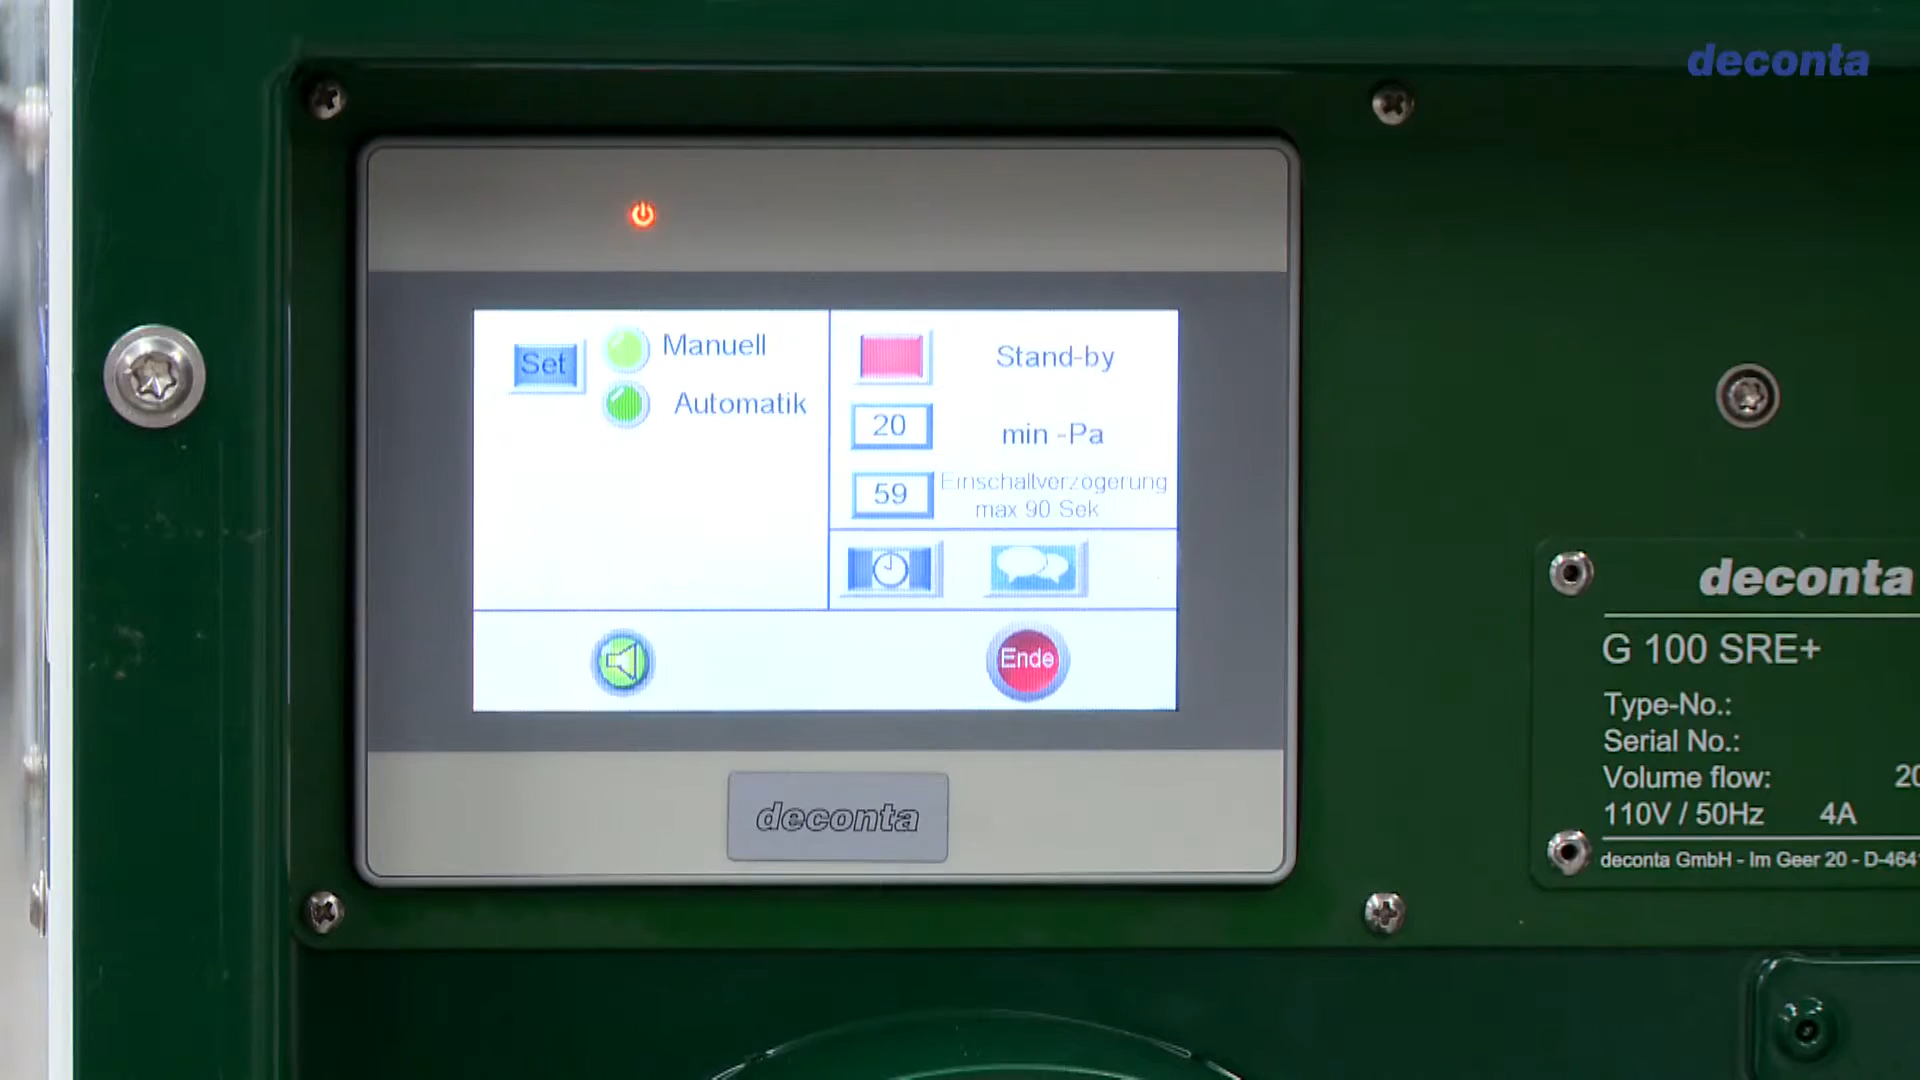 deconta
Set
Manuell
Automatik
Stand-by
20
min -Pa
59
Einschaltverzögerung
max 90 Sek
Ende
deconta
deconta
G 100 SRE+
Type-No.:
Serial No.:
Volume flow: 20
110V / 50Hz 4A
deconta GmbH - Im Geer 20 - D-464